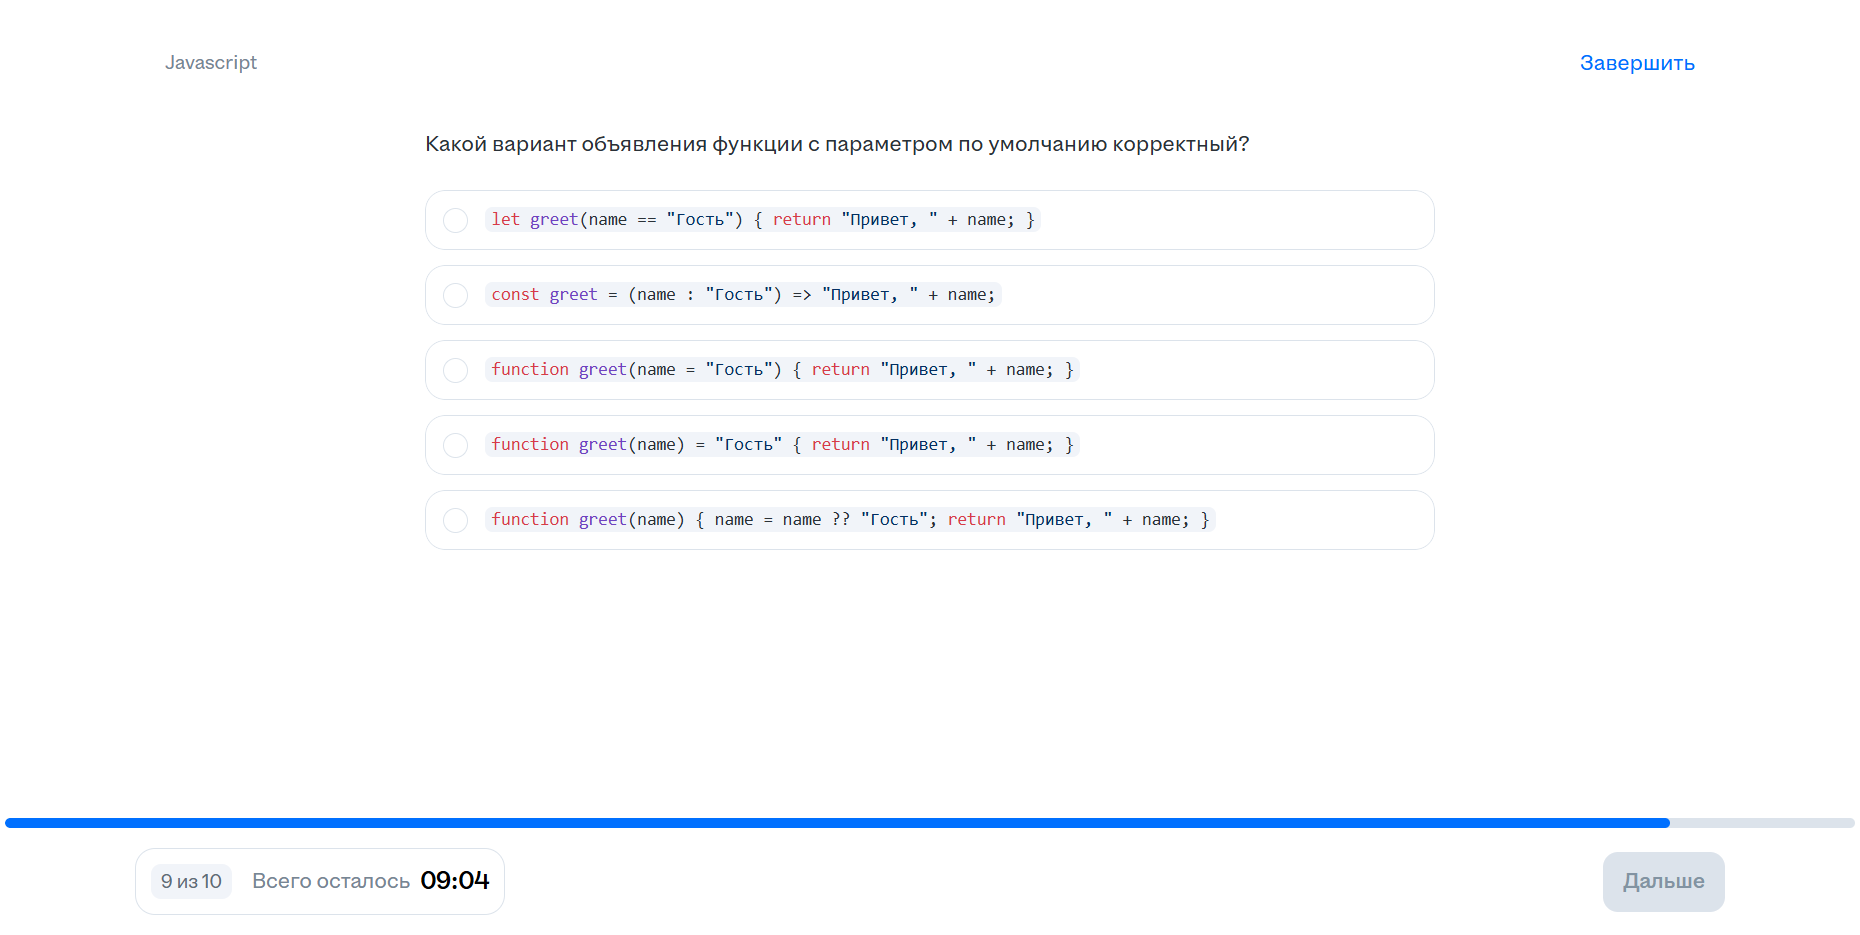 Javascript
Завершить
Какой вариант объявления функции с параметром по умолчанию корректный?
let greet(name == "Гость") { return "Привет, " + name; }
const greet = (name : "Гость") => "Привет, " + name;
function greet(name = "Гость") { return "Привет, " + name; }
function greet(name) = "Гость" { return "Привет, " + name; }
function greet(name) { name = name ?? "Гость"; return "Привет, " + name; }
9 из 10
Всего осталось 09:04
Дальше